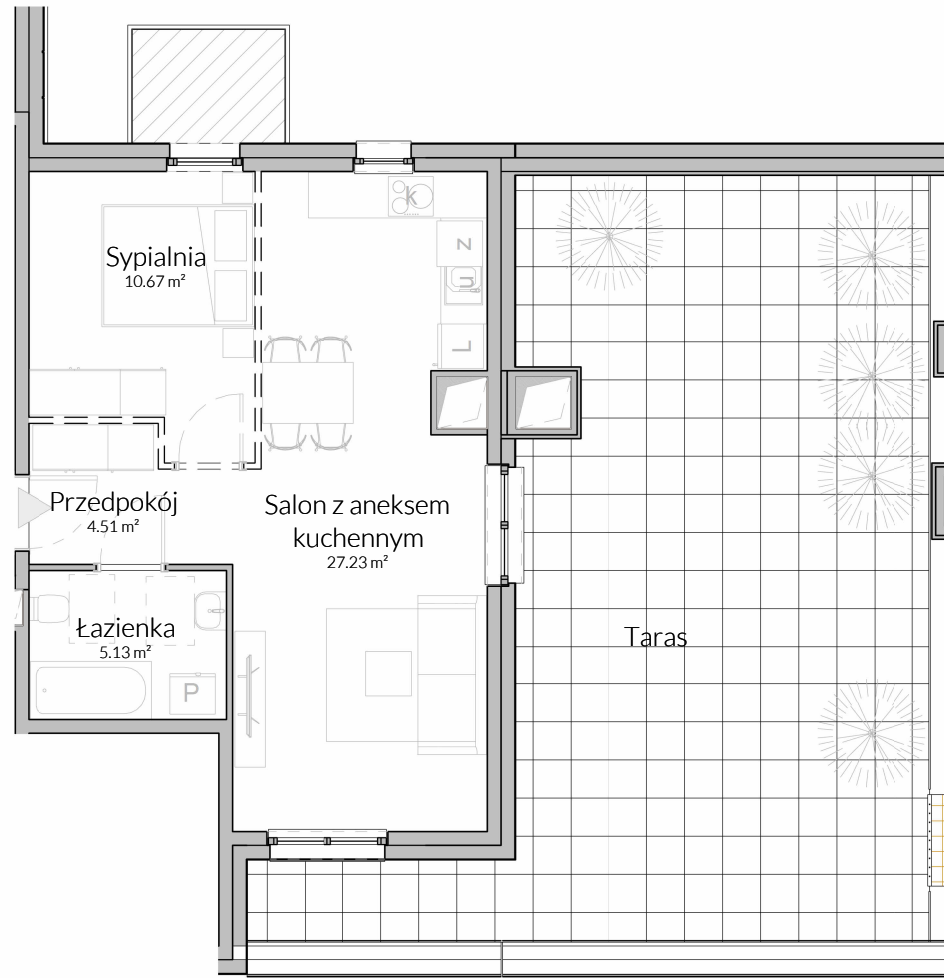 k
z
u
L
Sypialnia
10.67 m²
Przedpokój
4.51 m²
Salon z aneksem
kuchennym
27.23 m²
Łazienka
5.13 m²
P
Taras